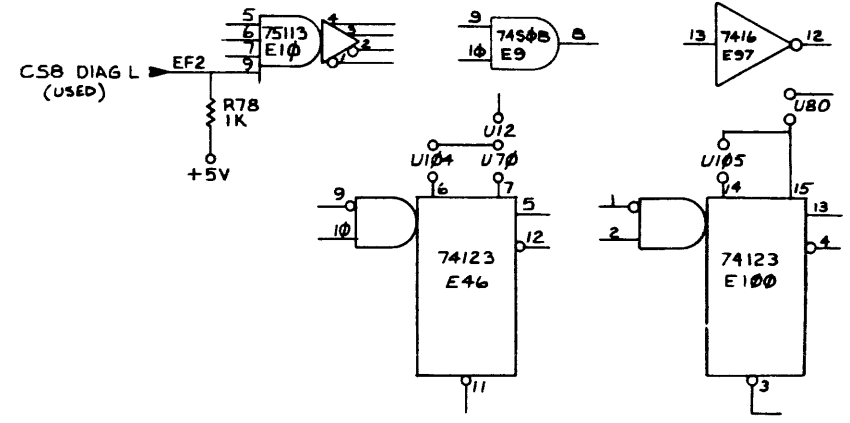 5
6
7
9
75113
E1Ø
4
3
2
1
CS8 DIAG L
(USED)
EF2
R78
1K
+5V
9
1Ø
74SØ8
E9
8
13
7416
E97
12
U12
U1Ø4
U7Ø
6
7
9
1Ø
5
12
74123
E46
11
U80
U1Ø5
14
15
1
2
13
4
74123
E1ØØ
3